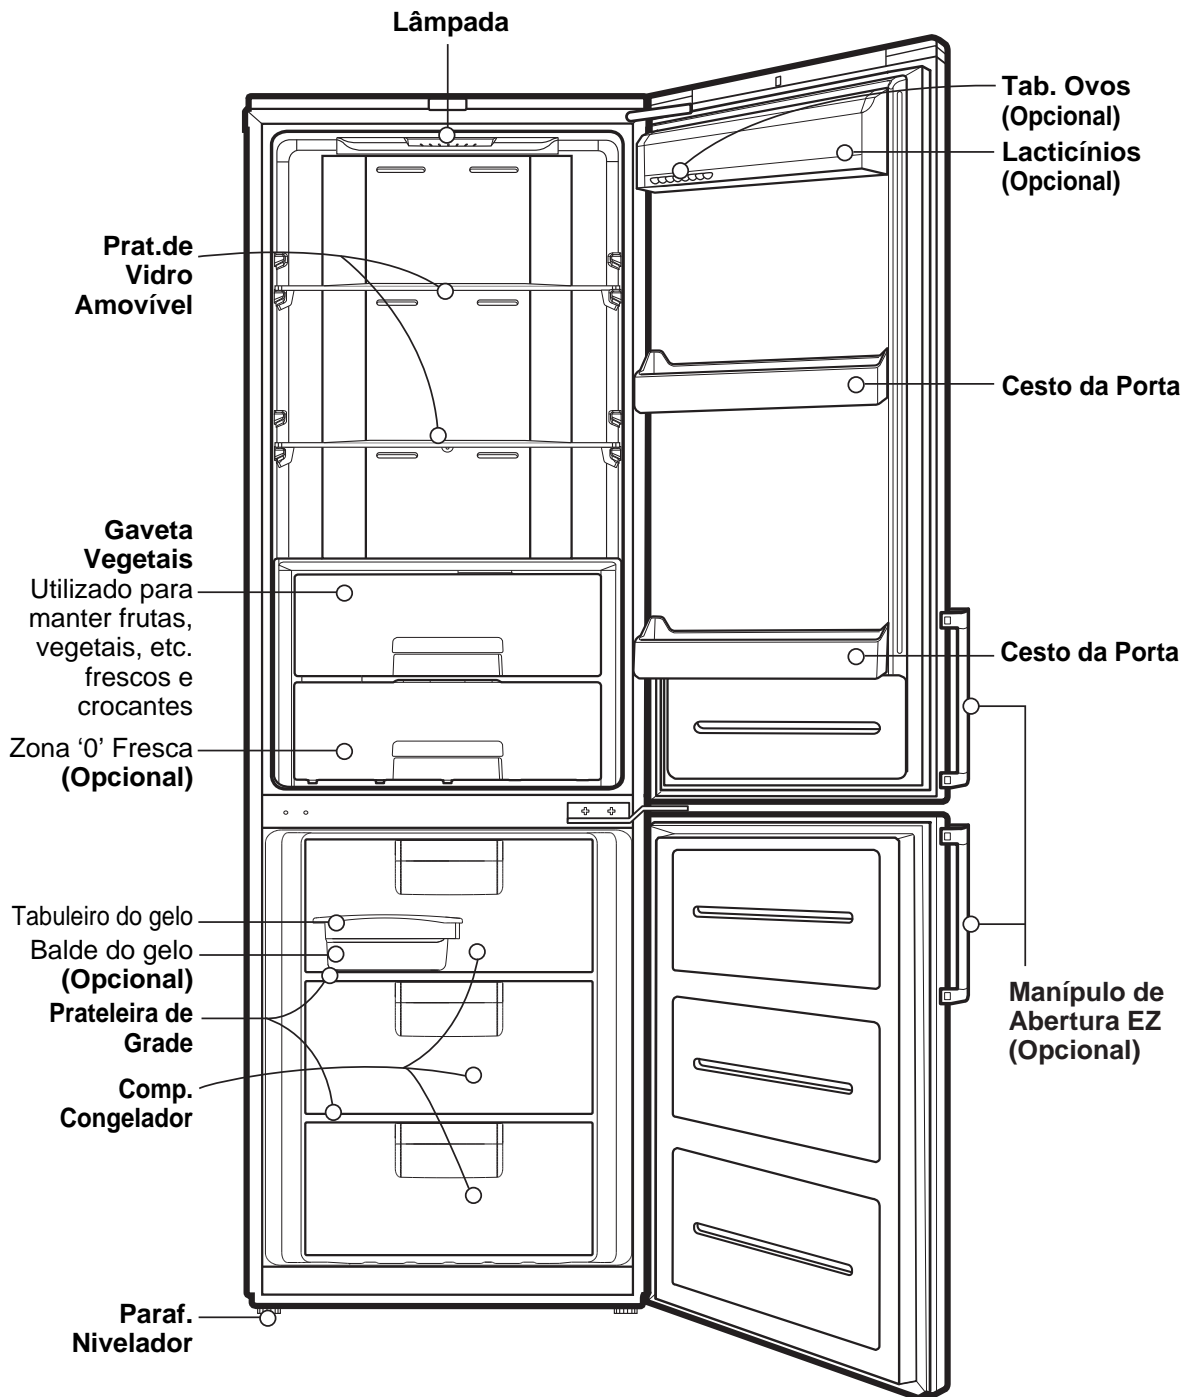 Lâmpada
Tab. Ovos
(Opcional)
Lacticínios
(Opcional)
Prat.de
Vidro
Amovível
Cesto da Porta
Gaveta
Vegetais
Utilizado para
manter frutas,
vegetais, etc.
frescos e
crocantes
Cesto da Porta
Zona ‘0’ Fresca
(Opcional)
Tabuleiro do gelo
Balde do gelo
(Opcional)
Prateleira de
Grade
Manípulo de
Abertura EZ
(Opcional)
Comp.
Congelador
Paraf.
Nivelador